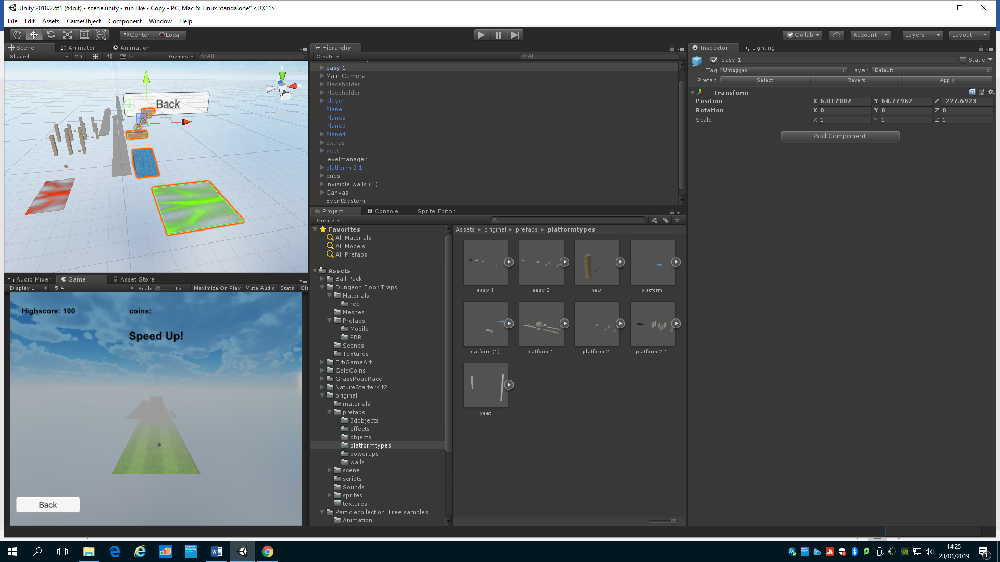 Unity 2018.2.6f1 (64bit) - scene.unity - run like - Copy - PC, Mac & Linux Standalone* <DX11>
File Edit Assets GameObject Component Window Help
Center Local
Collab Account Layers Layout
Scene Animator Animation
Shaded 2D Gizmos All
y
x
Back
Hierarchy
Create All
easy 1
Main Camera
Placeholder1
Placeholder
player
Plane1
Plane2
Plane3
Plane4
extras
yeet
levelmanager
platform 2 1
ends
invisible walls (1)
Canvas
EventSystem
Inspector Lighting
easy 1 Static
Tag Untagged Layer Default
Prefab Select Revert Apply
Transform
Position X 6.017007 Y 64.77962 Z -227.6923
Rotation X 0 Y 0 Z 0
Scale X 1 Y 1 Z 1
Add Component
Audio Mixer Game Asset Store
Display 1 5:4 Scale 1x Maximize On Play Mute Audio Stats Giz
Highscore: 100 coins:
Speed Up!
Back
Project Console Sprite Editor
Create
Favorites
All Materials
All Models
All Prefabs
Assets
Ball Pack
Dungeon Floor Traps
Materials
red
Meshes
Prefabs
Mobile
PBR
Scenes
Textures
ErbGameArt
GoldCoins
GrassRoadRace
NatureStarterKit2
original
materials
prefabs
3dobjects
effects
objects
platformtypes
powerups
walls
scene
scripts
Sounds
sprites
textures
Particlecollection_Free samples
Animation
Assets original prefabs platformtypes
easy 1 easy 2 new platform
platform (1) platform 1 platform 2 platform 2 1
yeet
14:25
23/01/2019
1